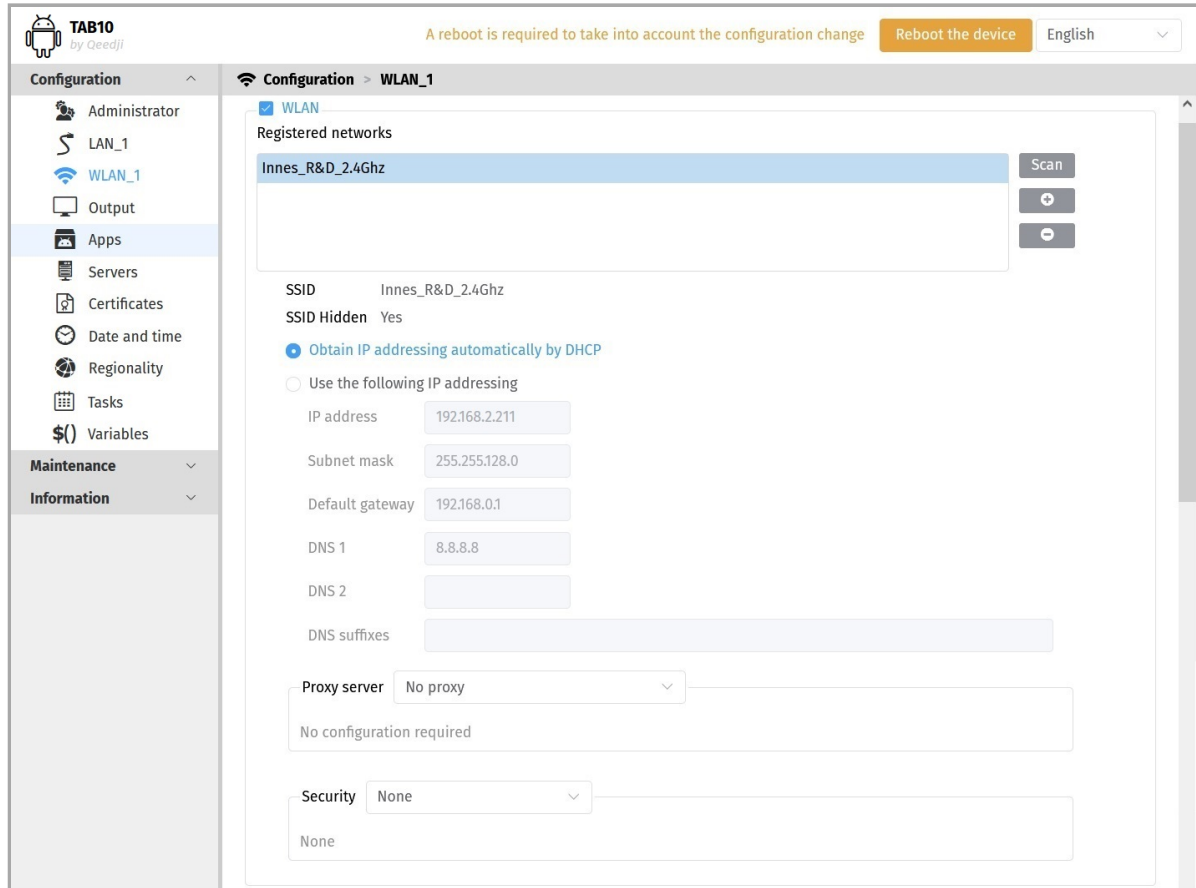 TAB10
by Qeedji
A reboot is required to take into account the configuration change
Reboot the device
English
Configuration
Administrator
LAN_1
WLAN_1
Output
Apps
Servers
Certificates
Date and time
Regionality
Tasks
$() Variables
Maintenance
Information
Configuration > WLAN_1
WLAN
Registered networks
Innes_R&D_2.4Ghz
Scan
SSID Innes_R&D_2.4Ghz
SSID Hidden Yes
Obtain IP addressing automatically by DHCP
Use the following IP addressing
IP address 192.168.2.211
Subnet mask 255.255.128.0
Default gateway 192.168.0.1
DNS 1 8.8.8.8
DNS 2
DNS suffixes
Proxy server No proxy
No configuration required
Security None
None